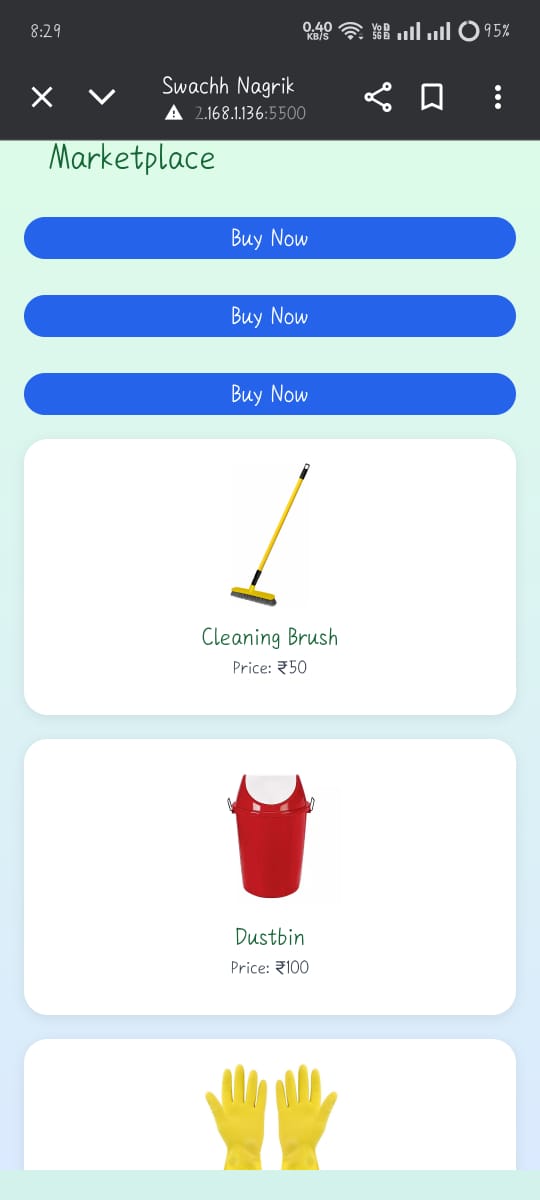 8:29
0.40 KB/S
Vo 5G
95%
Swachh Nagrik
2.168.1.136:5500
Marketplace
Buy Now
Buy Now
Buy Now
Cleaning Brush
Price: ₹50
Dustbin
Price: ₹100